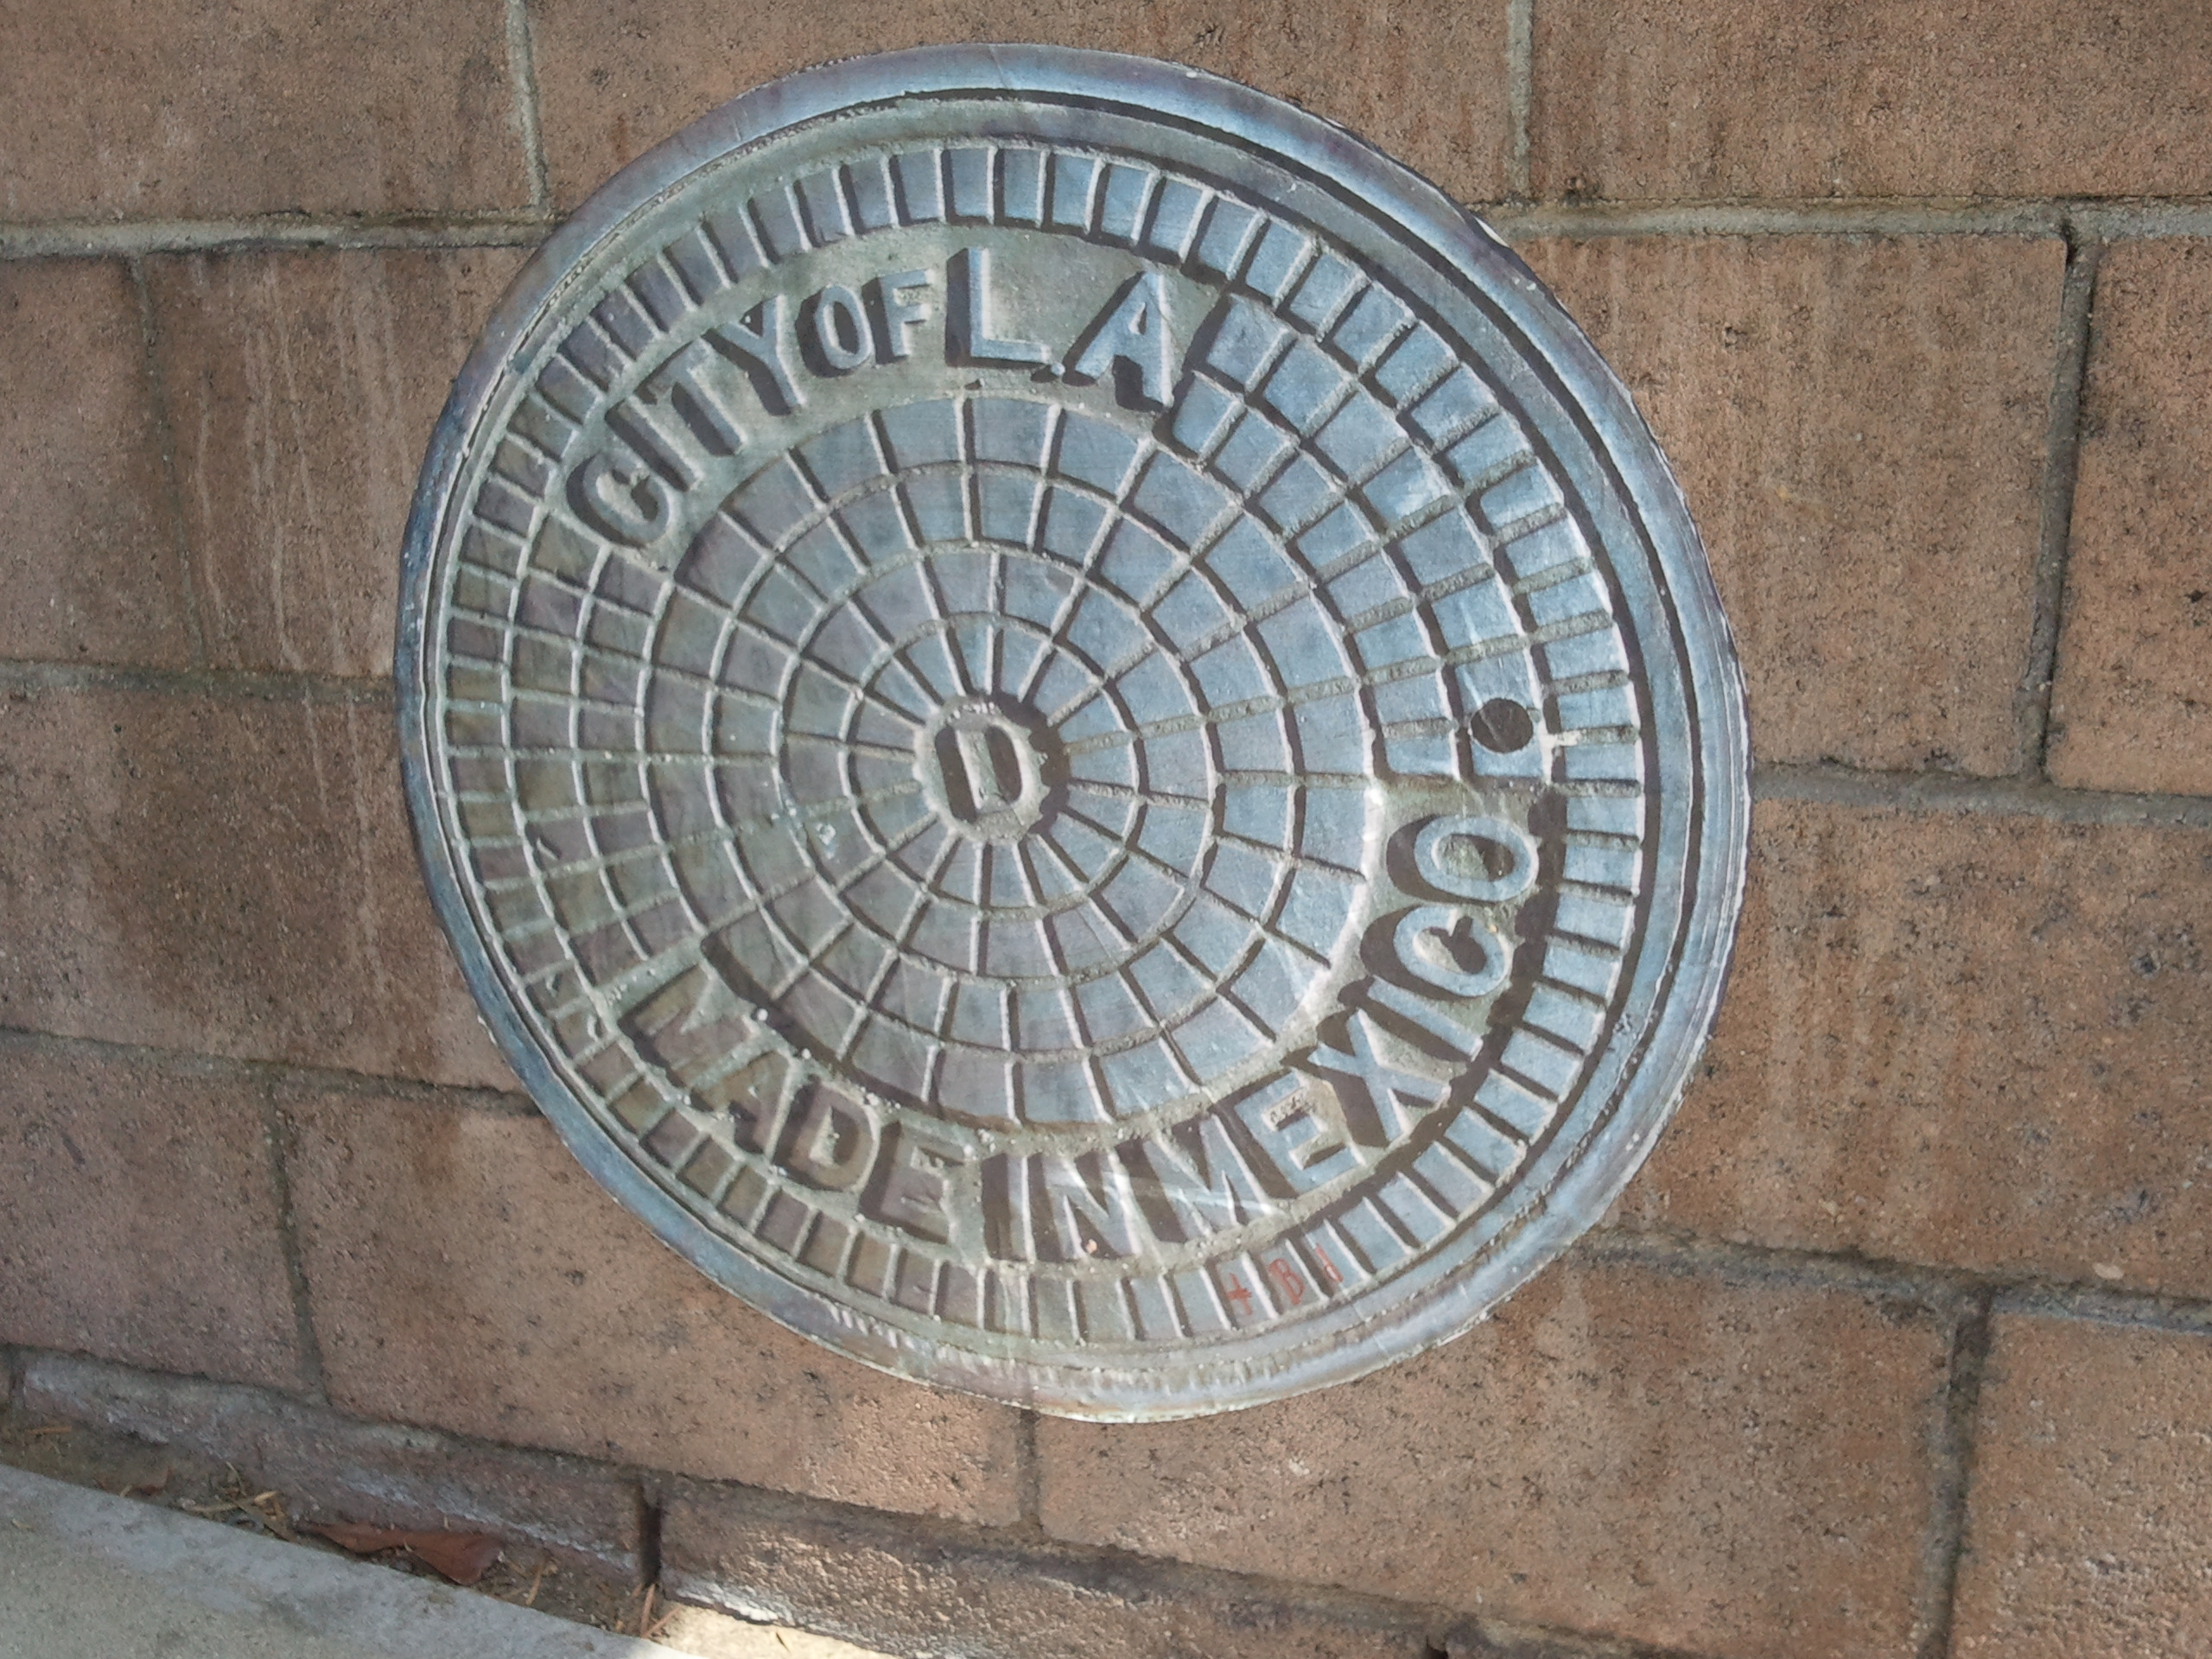 CITY OF L.A
D
MADE IN MEXICO